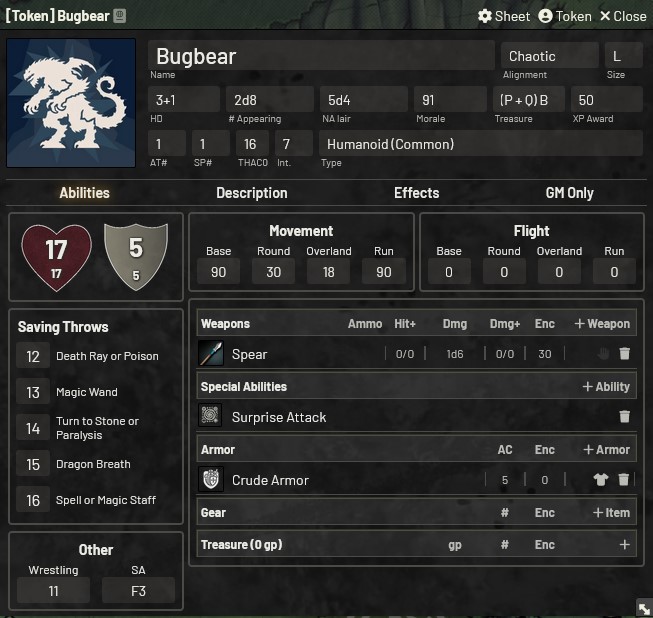 [Token] Bugbear Sheet Token Close
Bugbear Chaotic L
Name Alignment Size
3+1 2d8 5d4 91 (P + Q) B 50
HD # Appearing NA lair Morale Treasure XP Award
1 1 16 7 Humanoid (Common)
AT# SP# THAC0 Int. Type
Abilities Description Effects GM Only
17 5
17 5
Movement
Base Round Overland Run
90 30 18 90
Flight
Base Round Overland Run
0 0 0 0
Saving Throws
12 Death Ray or Poison
13 Magic Wand
14 Turn to Stone or
Paralysis
15 Dragon Breath
16 Spell or Magic Staff
Other
Wrestling SA
11 F3
Weapons Ammo Hit+ Dmg Dmg+ Enc + Weapon
Spear 0/0 1d6 0/0 30
Special Abilities + Ability
Surprise Attack
Armor AC Enc + Armor
Crude Armor 5 0
Gear # Enc + Item
Treasure (0 gp) gp # Enc +